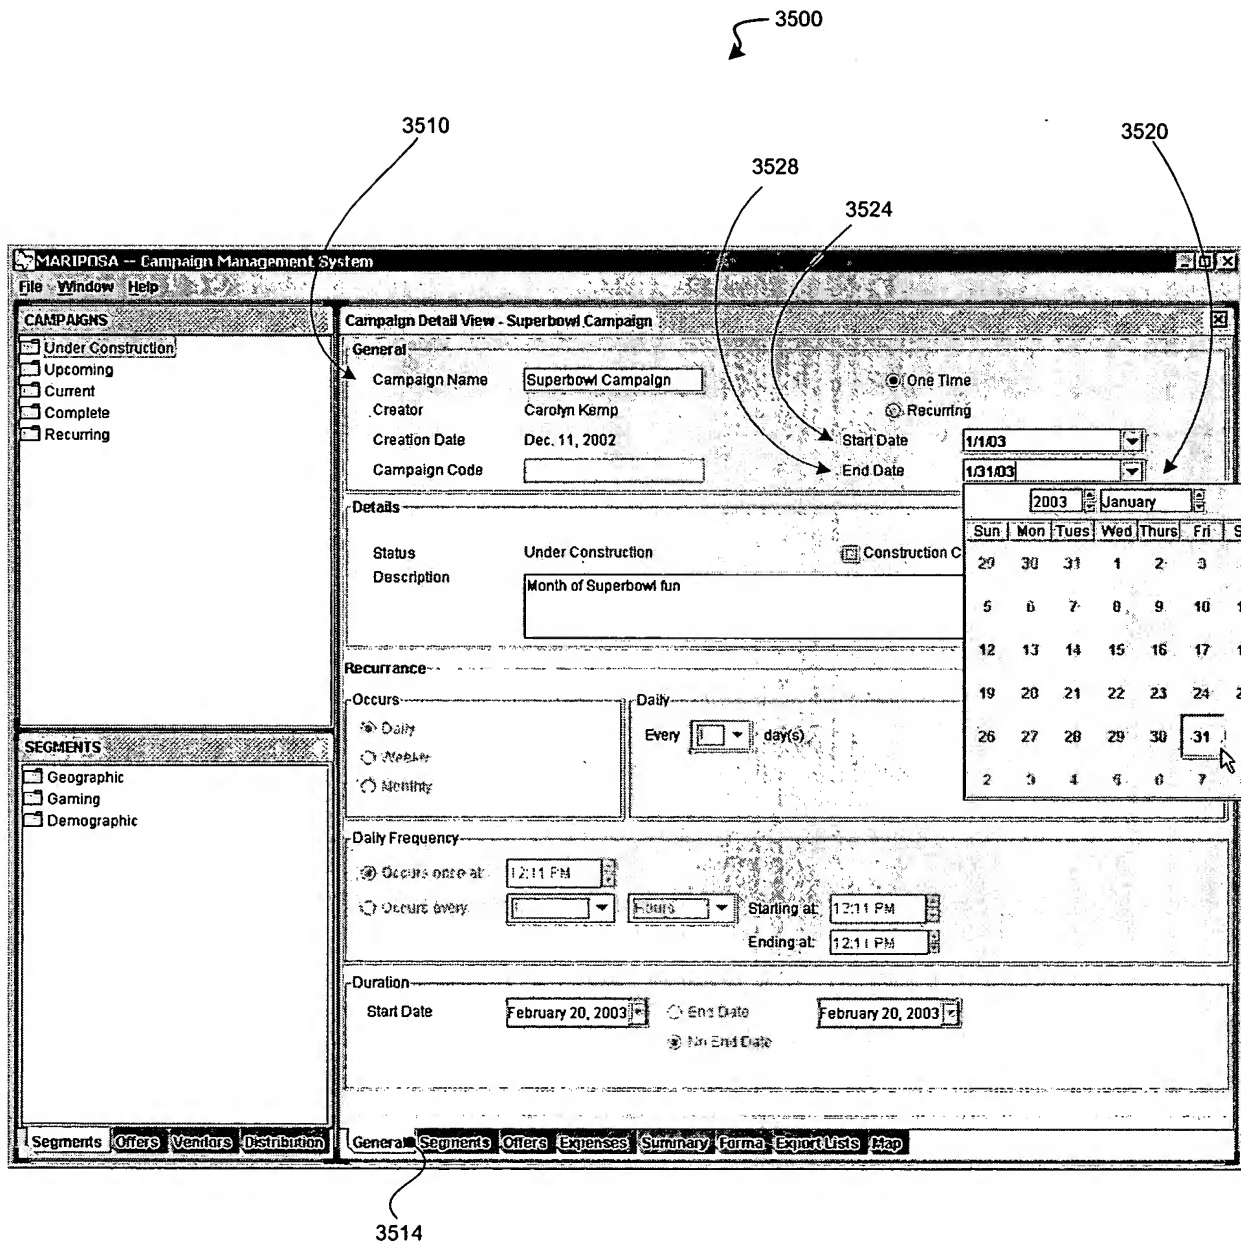 3500
3510
3520
3528
3524
MARIPOSA -- Campaign Management System
File Window Help
CAMPAIGNS
Under Construction
Upcoming
Current
Complete
Recurring
Campaign Detail View - Superbowl Campaign
General
Campaign Name Superbowl Campaign One Time
Creator Carolyn Kemp Recurring
Creation Date Dec. 11, 2002 Start Date 1/1/03
Campaign Code End Date 1/31/03
2003 January
Sun Mon Tues Wed Thurs Fri S
29 30 31 1 2 3
5 6 7 8 9 10 1
12 13 14 15 16 17 1
19 20 21 22 23 24 2
26 27 28 29 30 31
2 3 4 5 6 7
Details
Status Under Construction Construction C
Description Month of Superbowl fun
Recurrance
Occurs
Daily
Weekly
Monthly
Daily
Every 1 day(s)
SEGMENTS
Geographic
Gaming
Demographic
Daily Frequency
Occurs once at: 12:11 PM
Occurs every Hours Starting at: 12:11 PM
Ending at: 12:11 PM
Duration
Start Date February 20, 2003 End Date February 20, 2003
No End Date
Segments Offers Vendors Distribution
General Segments Offers Expenses Summary Forma Export Lists Map
3514